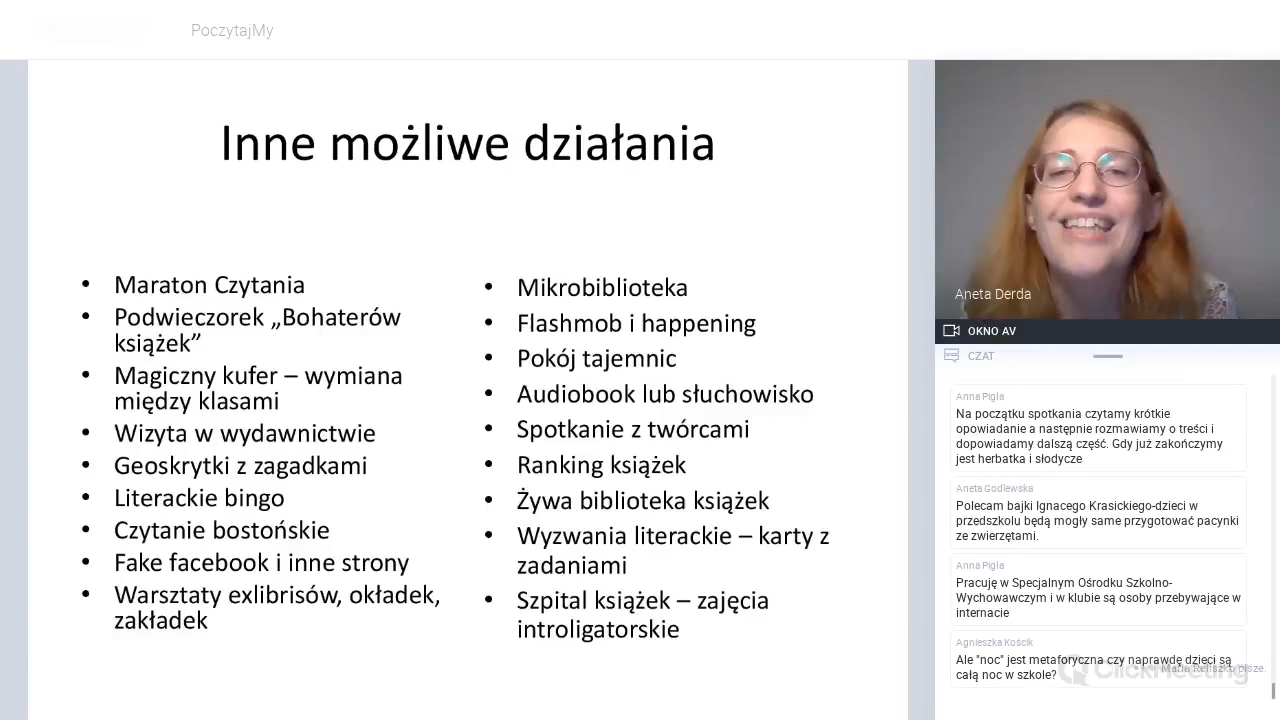 PoczytajMy
Inne możliwe działania
• Maraton Czytania
• Podwieczorek „Bohaterów
książek”
• Magiczny kufer – wymiana
między klasami
• Wizyta w wydawnictwie
• Geoskrytki z zagadkami
• Literackie bingo
• Czytanie bostońskie
• Fake facebook i inne strony
• Warsztaty exlibrisów, okładek,
zakładek
• Mikrobiblioteka
• Flashmob i happening
• Pokój tajemnic
• Audiobook lub słuchowisko
• Spotkanie z twórcami
• Ranking książek
• Żywa biblioteka książek
• Wyzwania literackie – karty z
zadaniami
• Szpital książek – zajęcia
introligatorskie
Aneta Derda
OKNO AV
CZAT
Anna Pigła
Na początku spotkania czytamy krótkie
opowiadanie a następnie rozmawiamy o treści i
dopowiadamy dalszą część. Gdy już zakończymy
jest herbatka i słodycze
Aneta Godlewska
Polecam bajki Ignacego Krasickiego-dzieci w
przedszkolu będą mogły same przygotować pacynki
ze zwierzętami.
Anna Pigła
Pracuję w Specjalnym Ośrodku Szkolno-
Wychowawczym i w klubie są osoby przebywające w
internacie
Agnieszka Kościk
Ale "noc" jest metaforyczna czy naprawdę dzieci są
całą noc w szkole?
Maria pisze.
ClickMeeting